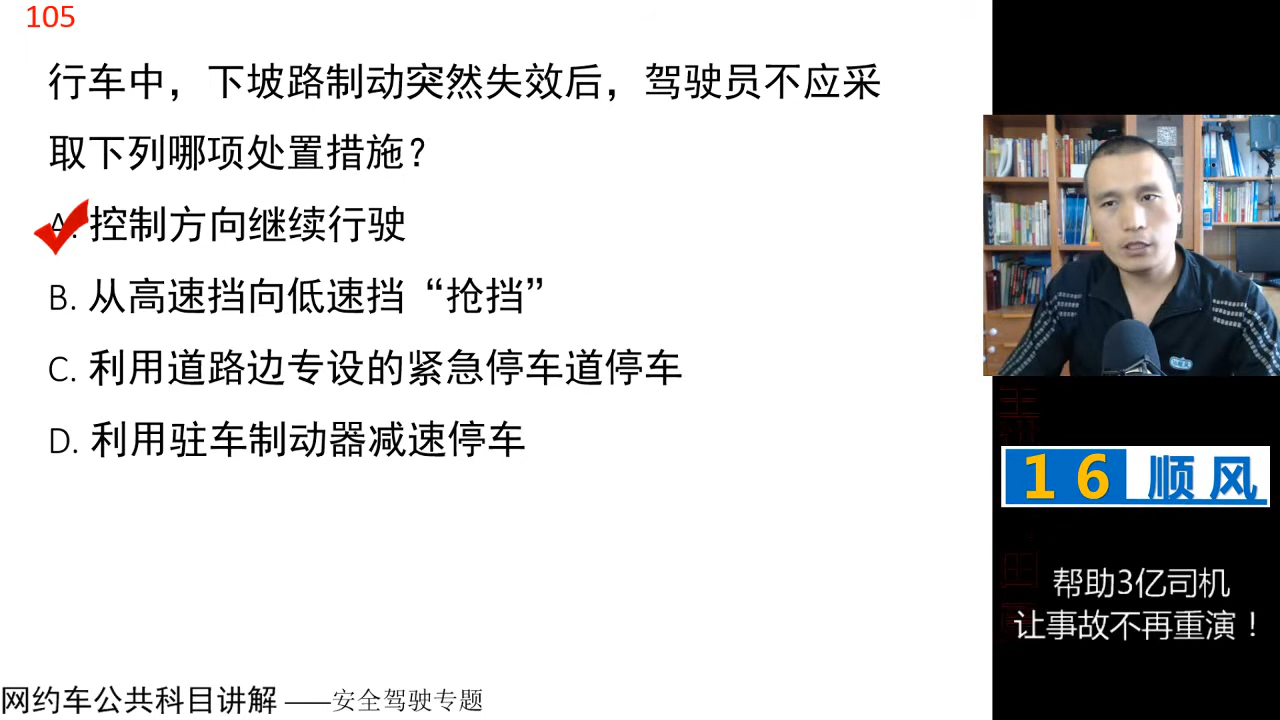 105
行车中，下坡路制动突然失效后，驾驶员不应采
取下列哪项处置措施？
A. 控制方向继续行驶
B. 从高速挡向低速挡“抢挡”
C. 利用道路边专设的紧急停车道停车
D. 利用驻车制动器减速停车
16顺风
帮助3亿司机
让事故不再重演！
网约车公共科目讲解 ——安全驾驶专题